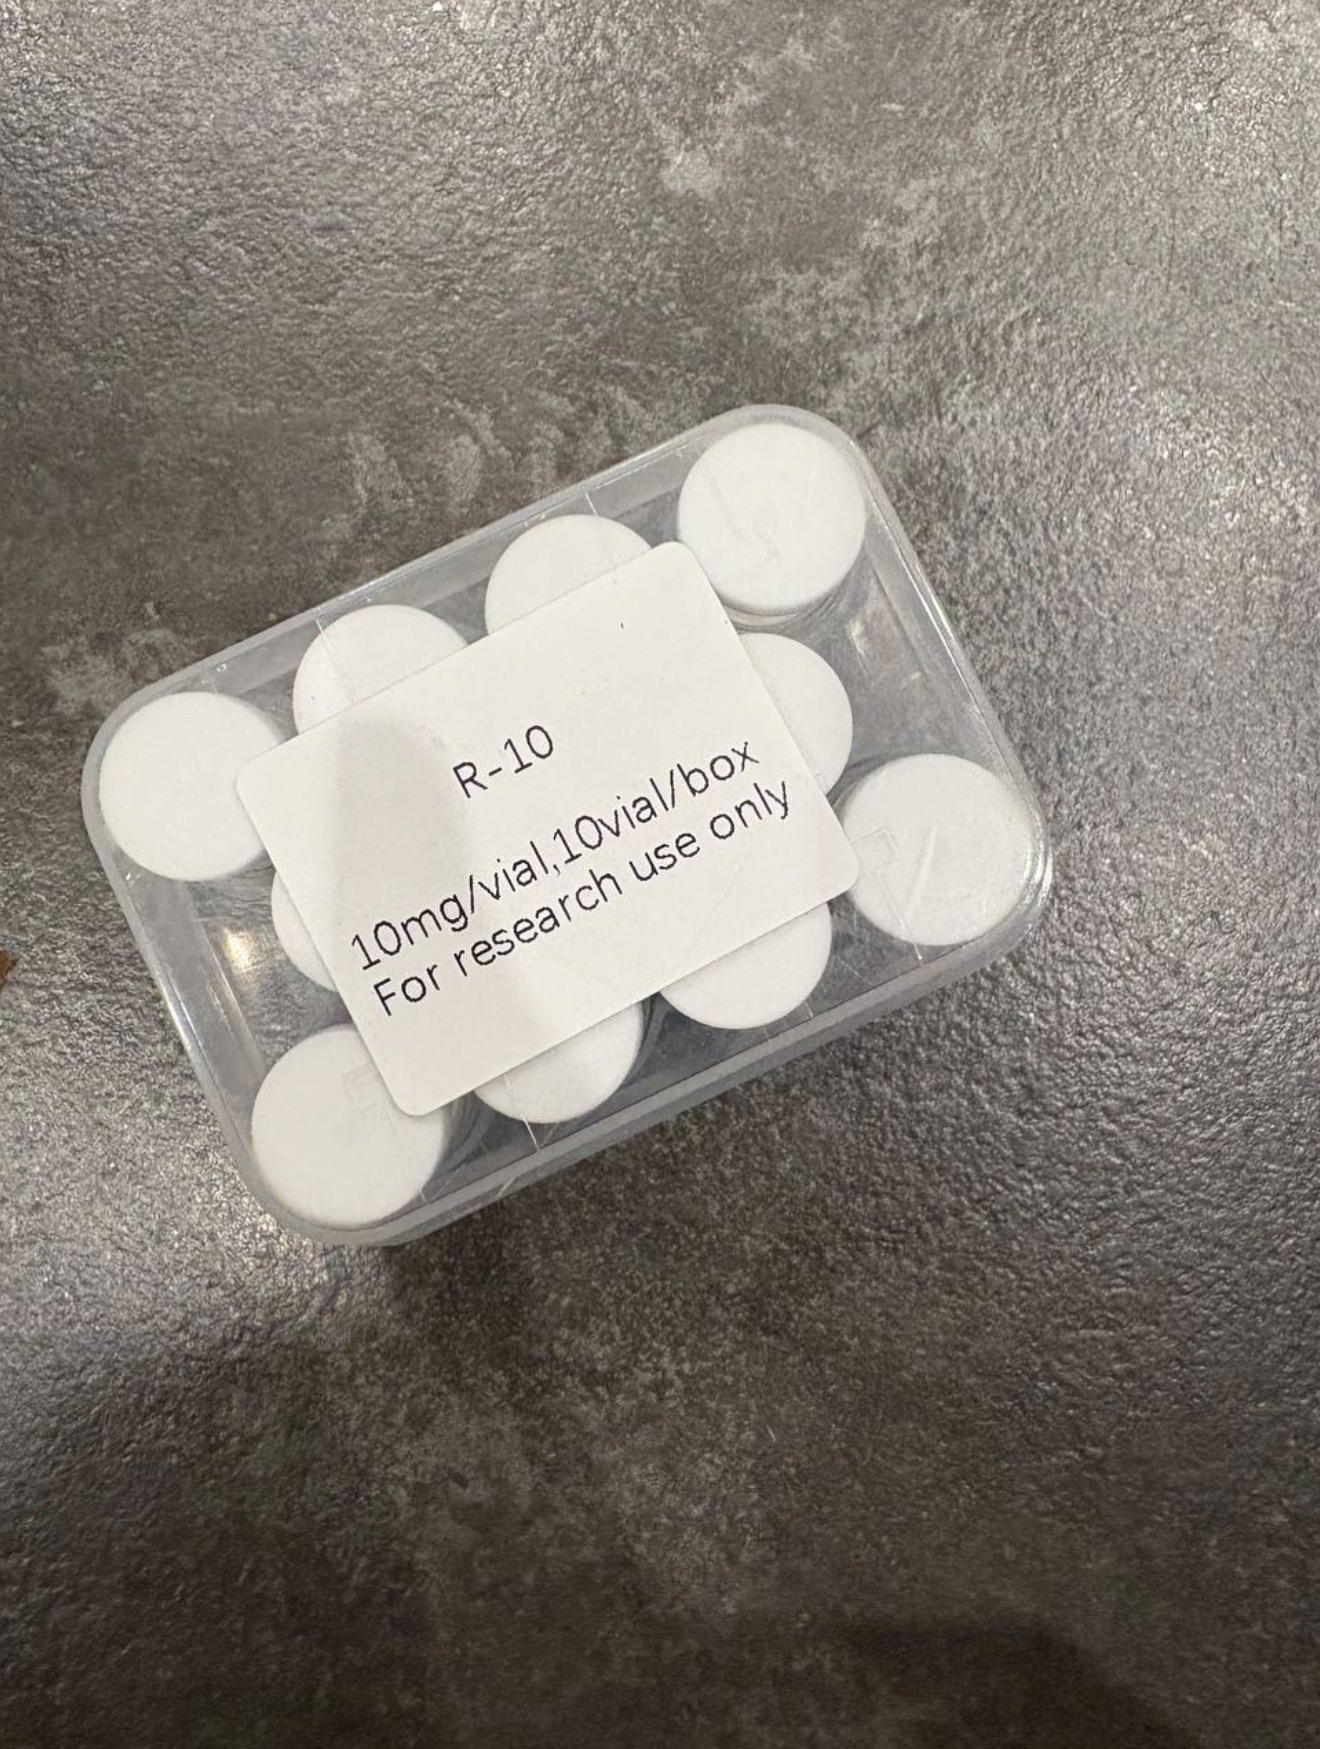 R-10
10mg/vial,10vial/box
For research use only